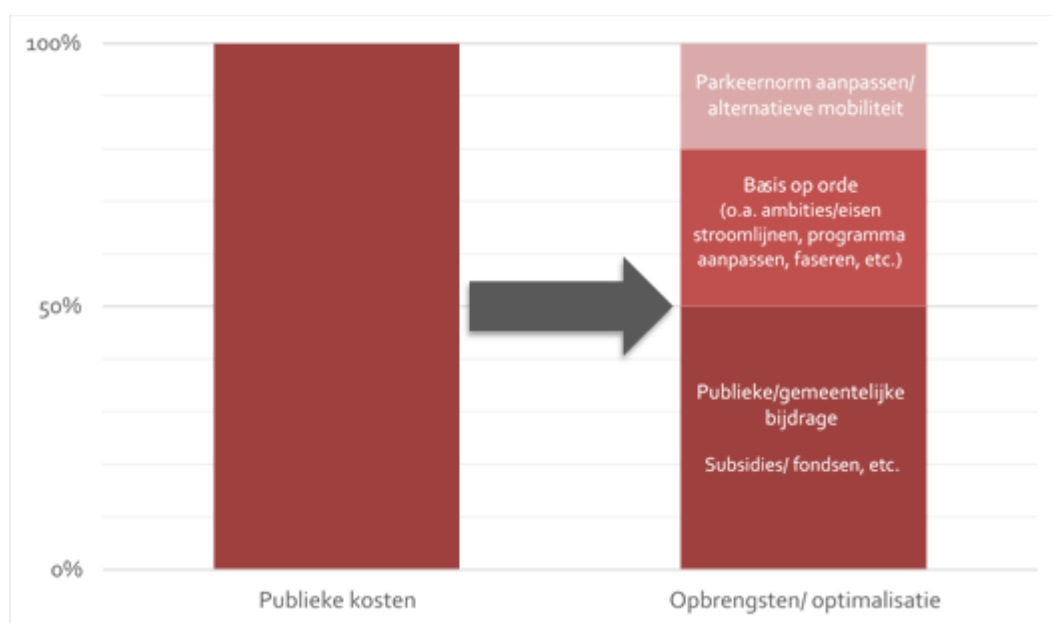 100%
50%
0%
Parkeernorm aanpassen/
alternatieve mobiliteit
Basis op orde
(o.a. ambities/eisen
stroomlijnen, programma
aanpassen, faseren, etc.)
Publieke/gemeentelijke
bijdrage
Subsidies/ fondsen, etc.
Publieke kosten
Opbrengsten/ optimalisatie